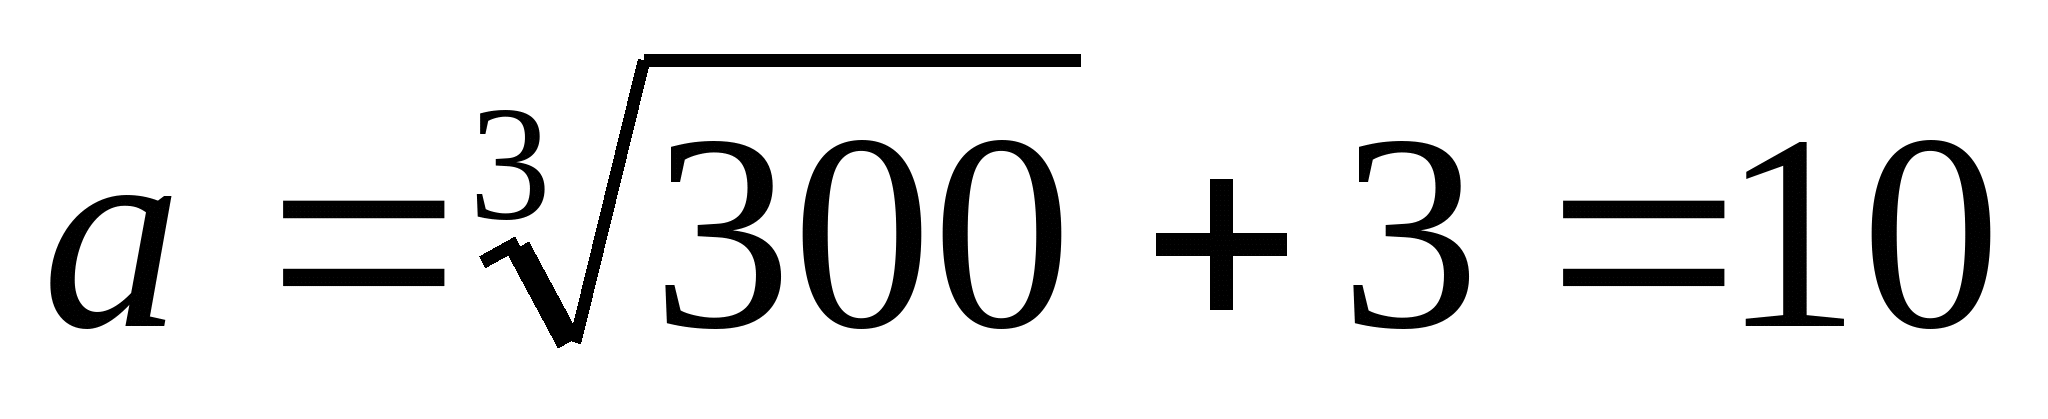 a = ∛300 + 3 = 10